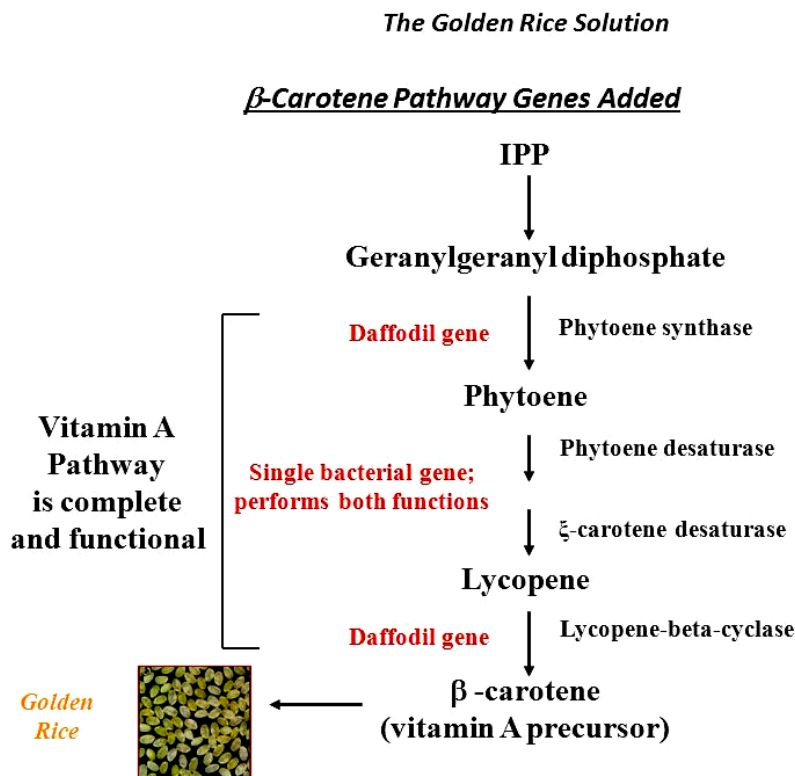 The Golden Rice Solution
β-Carotene Pathway Genes Added
IPP
Geranylgeranyl diphosphate
Daffodil gene
Phytoene synthase
Phytoene
Vitamin A
Pathway
is complete
and functional
Single bacterial gene;
performs both functions
Phytoene desaturase
ξ-carotene desaturase
Lycopene
Daffodil gene
Lycopene-beta-cyclase
β -carotene
(vitamin A precursor)
Golden
Rice